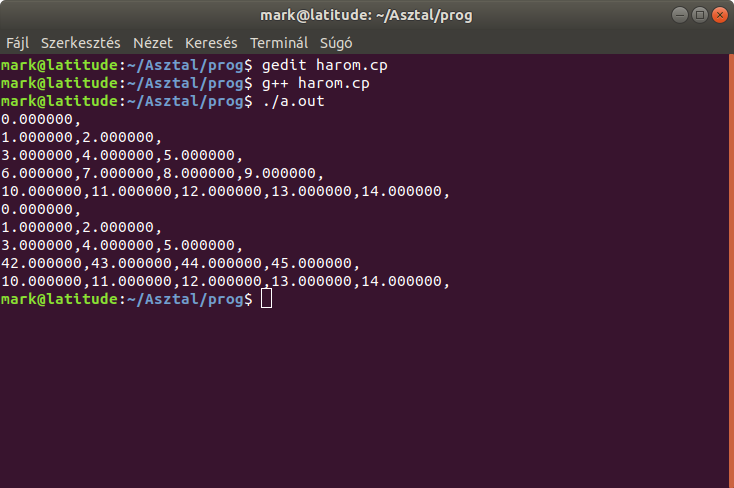 mark@latitude: ~/Asztal/prog
Fájl Szerkesztés Nézet Keresés Terminál Súgó
mark@latitude:~/Asztal/prog$ gedit harom.cp
mark@latitude:~/Asztal/prog$ g++ harom.cp
mark@latitude:~/Asztal/prog$ ./a.out
0.000000,
1.000000,2.000000,
3.000000,4.000000,5.000000,
6.000000,7.000000,8.000000,9.000000,
10.000000,11.000000,12.000000,13.000000,14.000000,
0.000000,
1.000000,2.000000,
3.000000,4.000000,5.000000,
42.000000,43.000000,44.000000,45.000000,
10.000000,11.000000,12.000000,13.000000,14.000000,
mark@latitude:~/Asztal/prog$